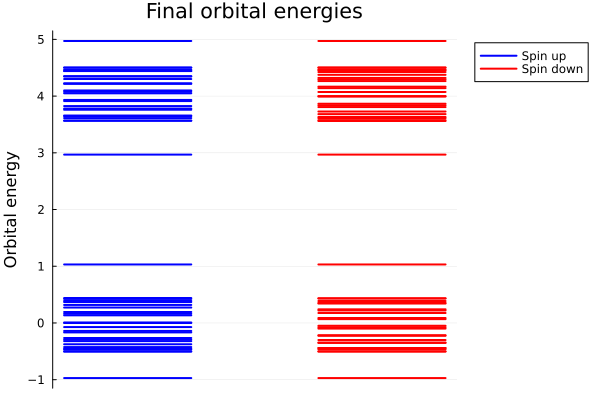 Final orbital energies
Orbital energy
5
4
3
2
1
0
−1
Spin up
Spin down